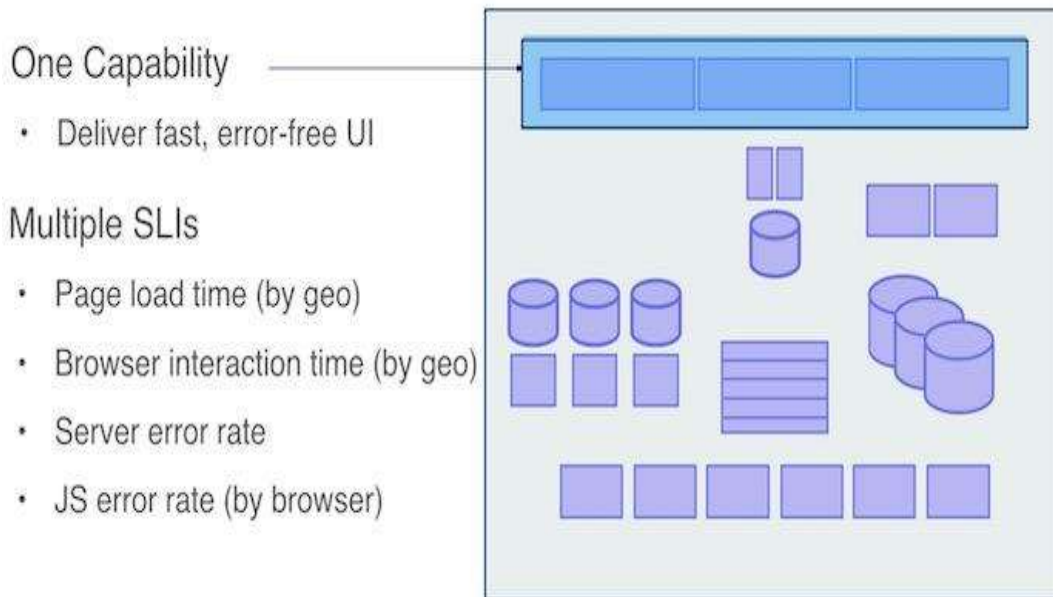 One Capability
• Deliver fast, error-free UI
Multiple SLIs
• Page load time (by geo)
• Browser interaction time (by geo)
• Server error rate
• JS error rate (by browser)